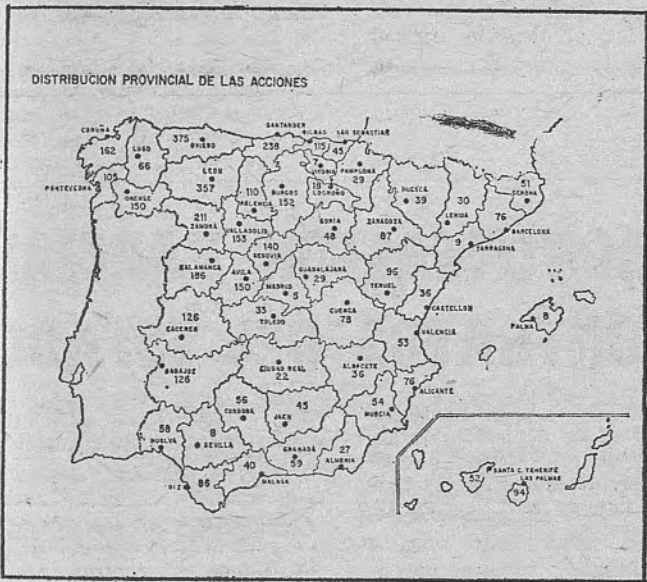 DISTRIBUCION PROVINCIAL DE LAS ACCIONES
CORUÑA
162
LUGO
66
375
OVIEDO
SANTANDER
238
BILBAO
115
SAN SEBASTIAN
45
PONTEVEDRA
105
ORENSE
150
LEON
357
110
PALENCIA
BURGOS
152
7
VITORIA
18
LOGROÑO
PAMPLONA
29
HUESCA
39
30
LERIDA
51
GERONA
76
BARCELONA
9
TARRAGONA
211
ZAMORA
VALLADOLID
153
SORIA
48
ZARAGOZA
87
140
SEGOVIA
SALAMANCA
AVILA
150
MADRID
5
GUADALAJARA
29
96
TERUEL
36
CASTELLON
126
CACERES
33
TOLEDO
CUENCA
78
53
VALENCIA
PALMA
8
BADAJOZ
126
CIUDAD REAL
22
ALBACETE
36
76
ALICANTE
58
HUELVA
8
SEVILLA
56
CORDOBA
45
JAEN
54
MURCIA
GRANADA
59
27
ALMERIA
DIZ
86
40
MALAGA
52
SANTA C. TENERIFE
LAS PALMAS
94